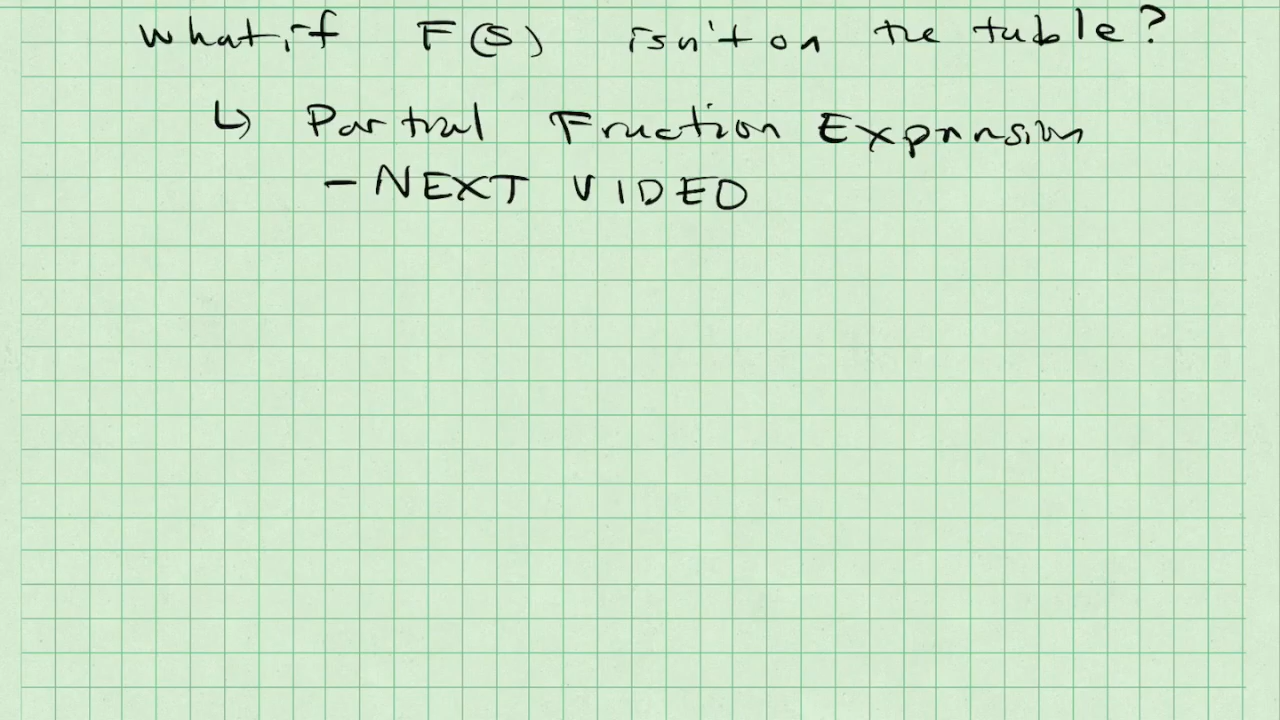 What if F(s) isn't on the table?
↳ Partial Fraction Expansion
- NEXT VIDEO